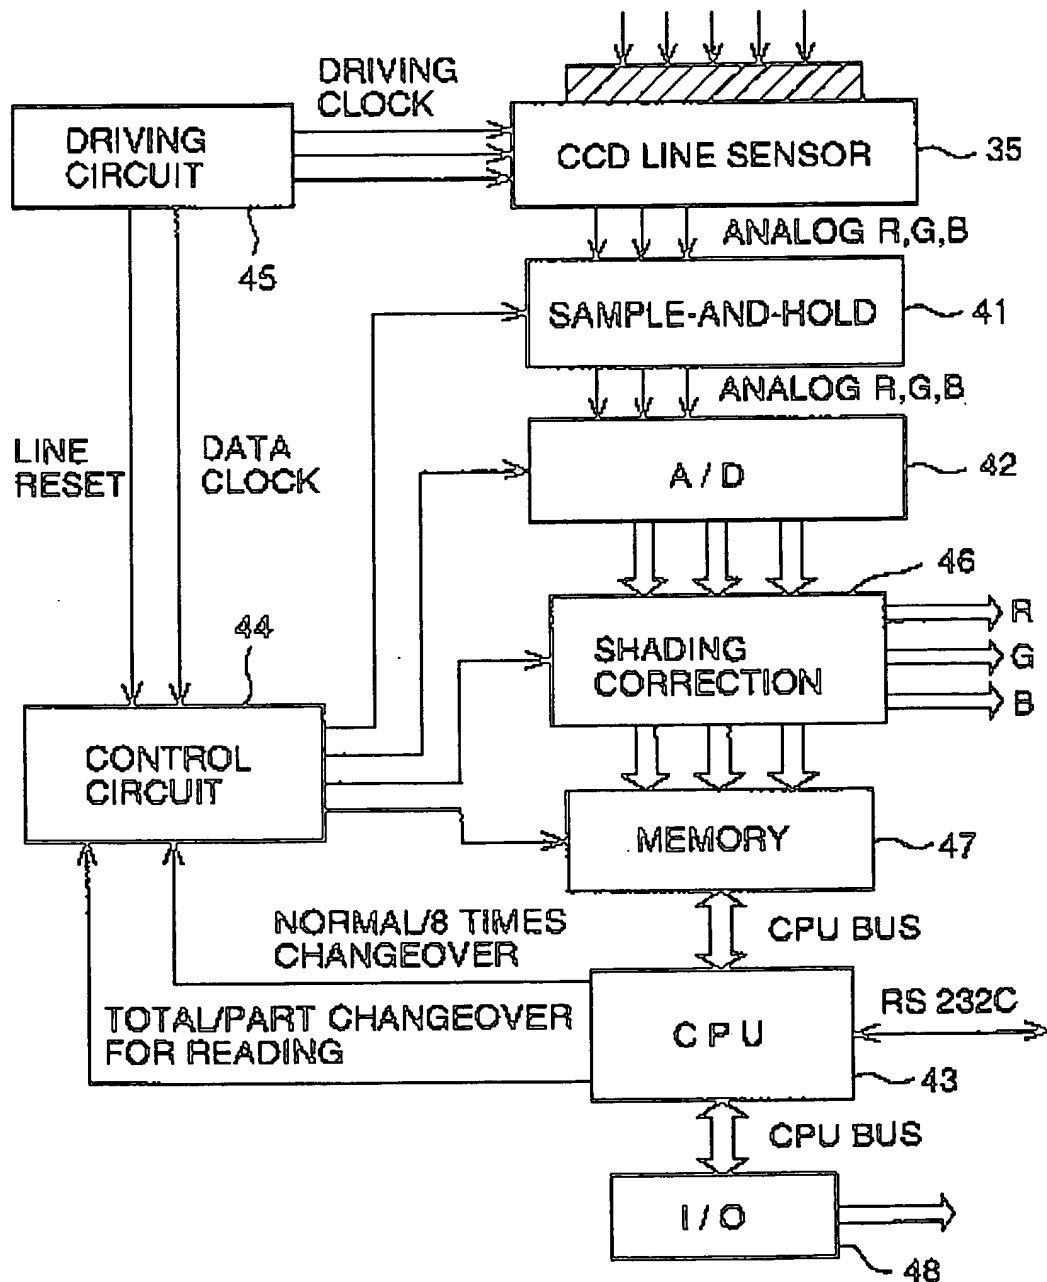 DRIVING
CLOCK
DRIVING
CIRCUIT
CCD LINE SENSOR
35
45
ANALOG R,G,B
SAMPLE-AND-HOLD
41
ANALOG R,G,B
LINE
RESET
DATA
CLOCK
A / D
42
46
44
SHADING
CORRECTION
R
G
B
CONTROL
CIRCUIT
MEMORY
47
NORMAL/8 TIMES
CHANGEOVER
CPU BUS
TOTAL/PART CHANGEOVER
FOR READING
C P U
RS 232C
43
CPU BUS
I / O
48